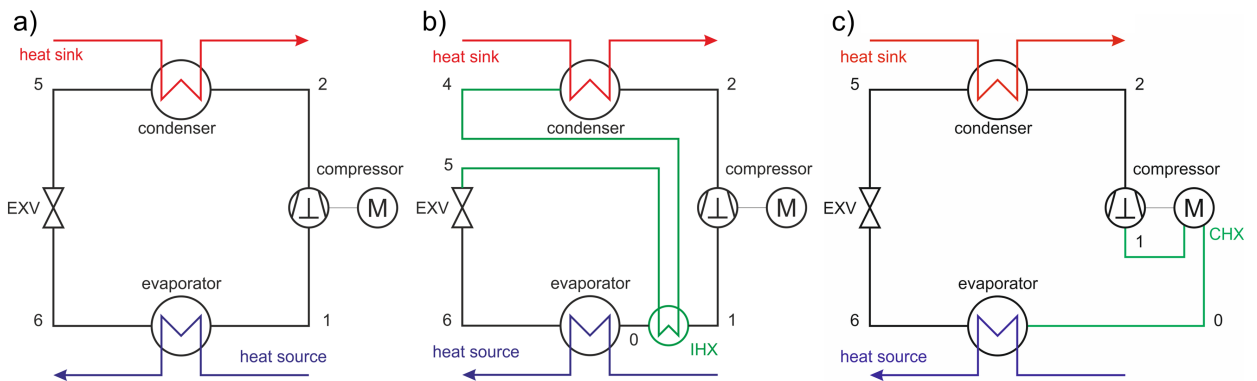 a)
heat sink
5
2
condenser
compressor
EXV
M
evaporator
6
1
heat source
b)
heat sink
4
2
condenser
5
compressor
EXV
M
evaporator
6
0
1
IHX
heat source
c)
heat sink
5
2
condenser
compressor
EXV
M
1
CHX
evaporator
6
0
heat source